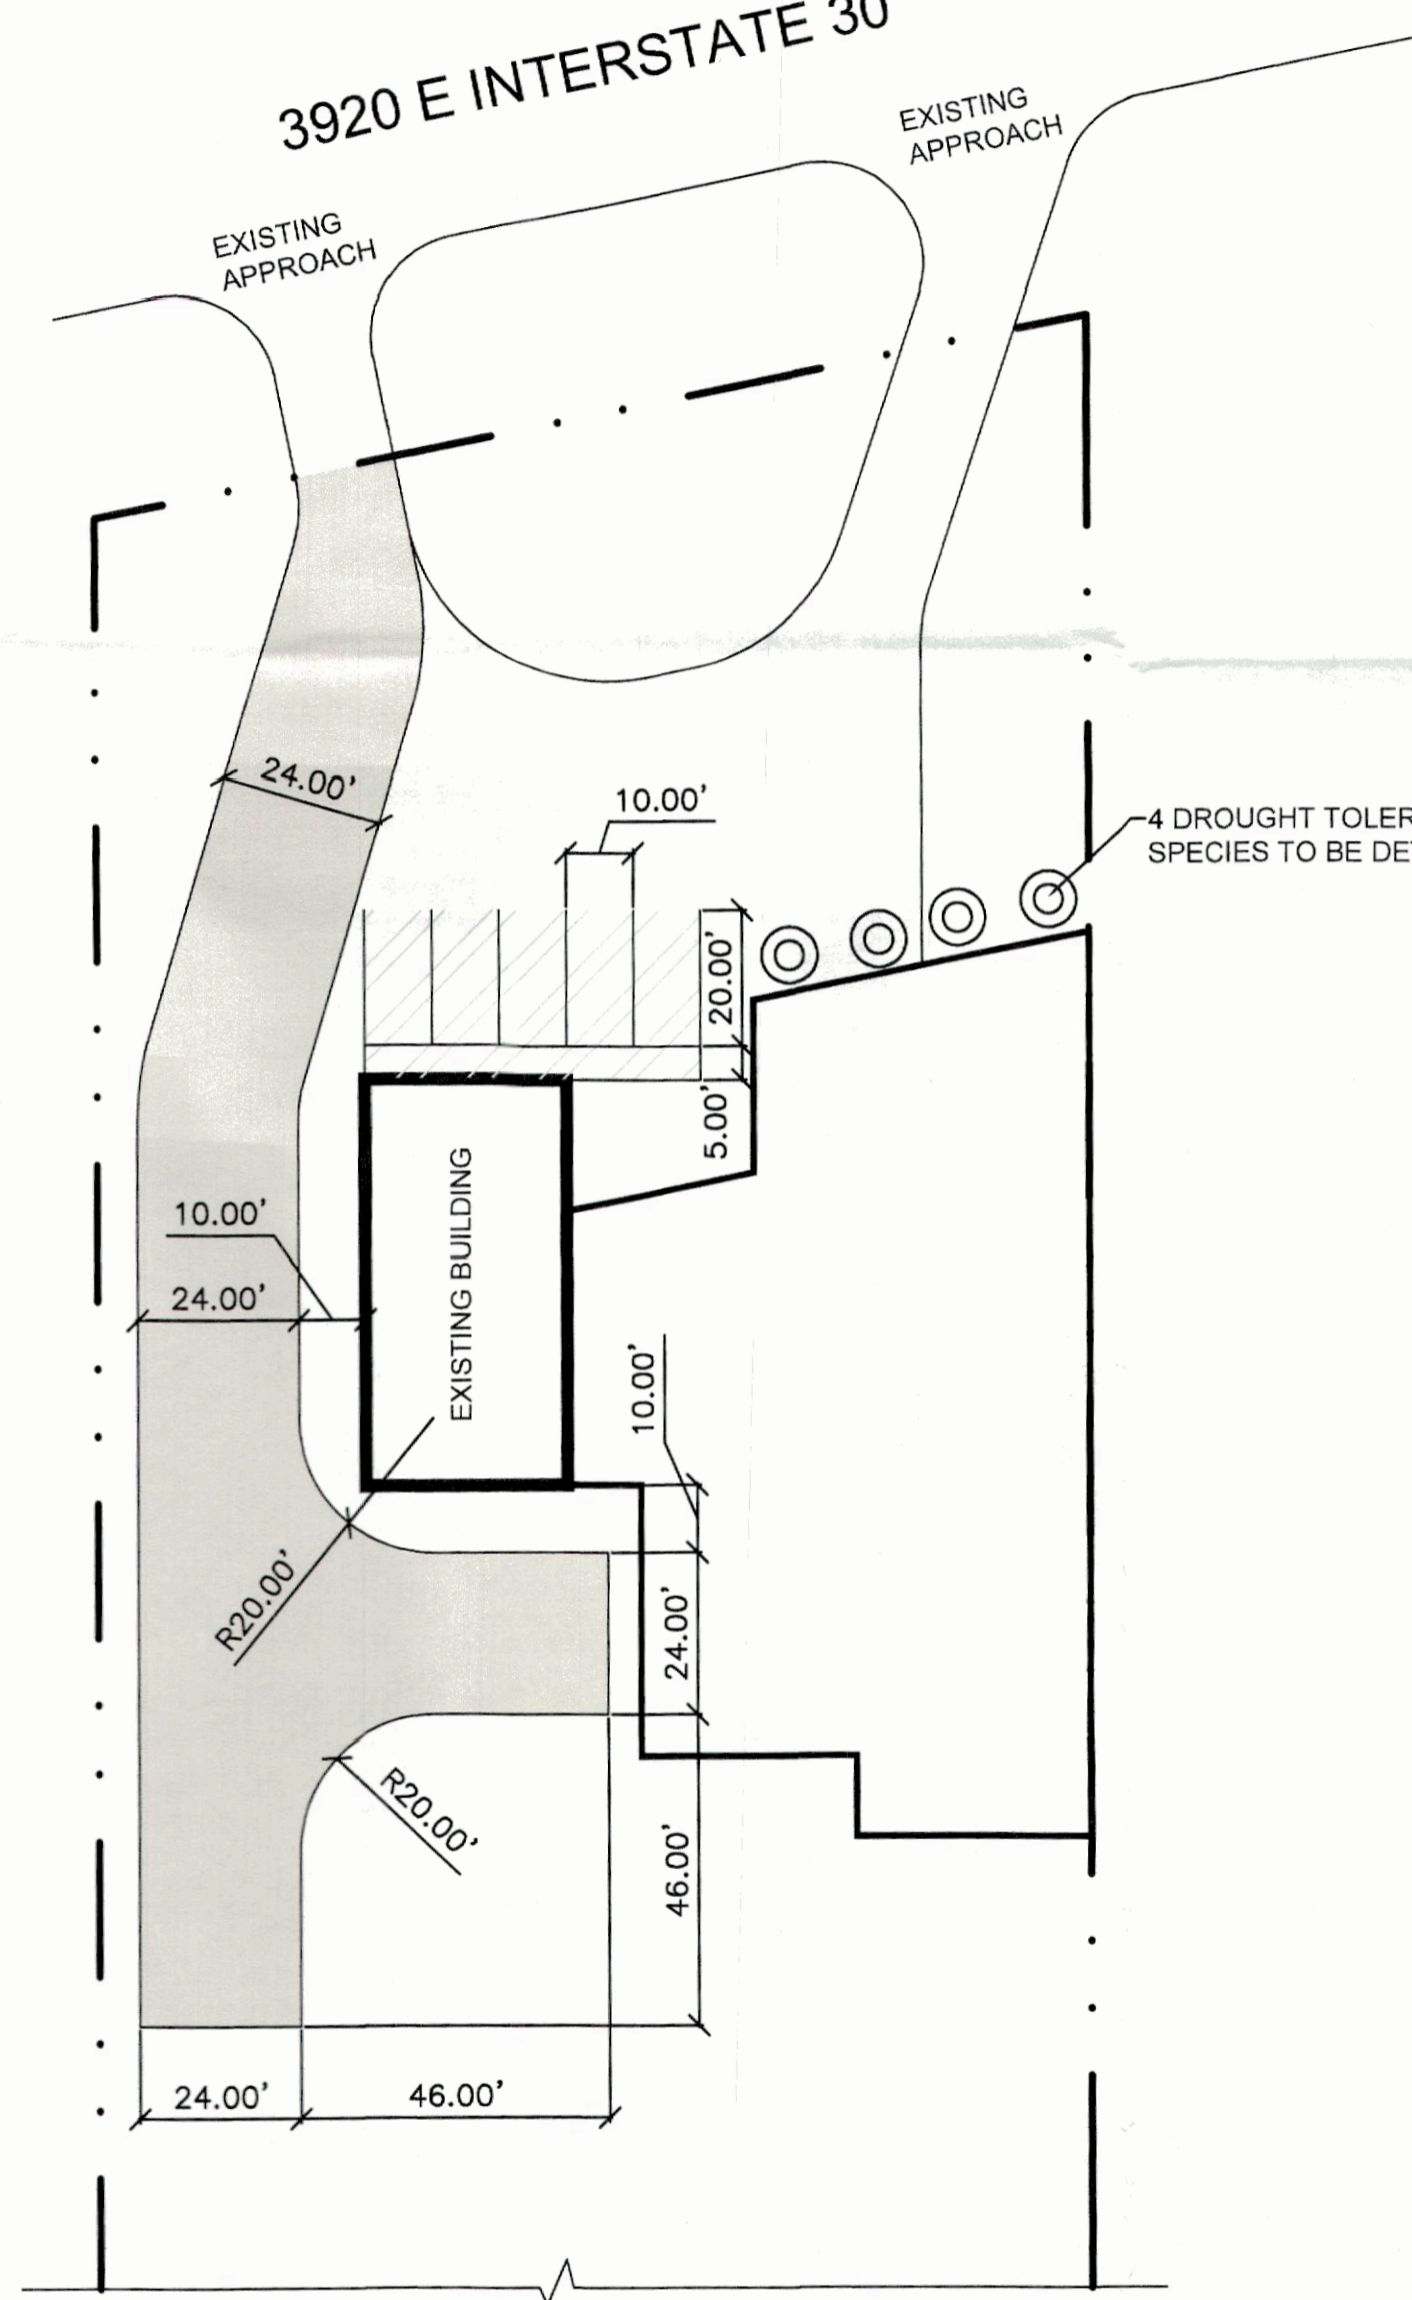 3920 E INTERSTATE 30
EXISTING
APPROACH
EXISTING
APPROACH
24.00'
10.00'
4 DROUGHT TOLER
SPECIES TO BE DE
20.00'
5.00'
10.00'
24.00'
EXISTING BUILDING
10.00'
R20.00'
24.00'
R20.00'
46.00'
24.00'
46.00'